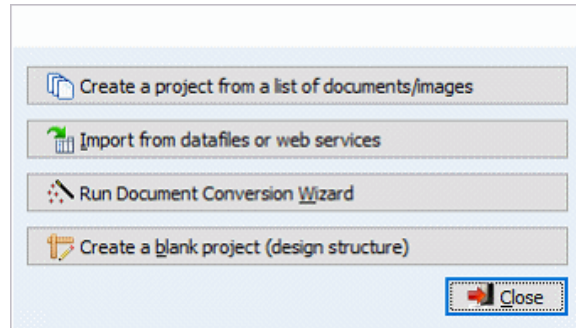 Create a project from a list of documents/images
Import from datafiles or web services
Run Document Conversion Wizard
Create a blank project (design structure)
Close